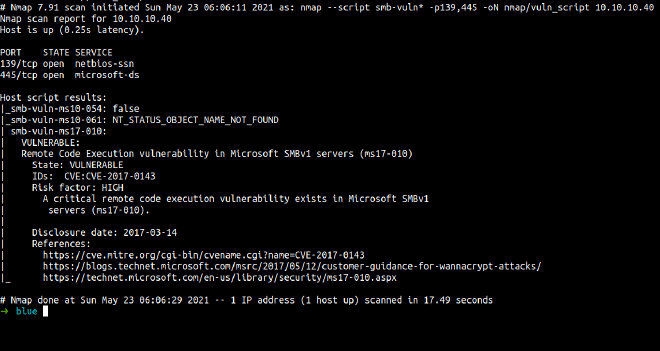 # Nmap 7.91 scan initiated Sun May 23 06:06:11 2021 as: nmap --script smb-vuln* -p139,445 -oN nmap/vuln_script 10.10.10.40
Nmap scan report for 10.10.10.40
Host is up (0.25s latency).
PORT    STATE SERVICE
139/tcp open  netbios-ssn
445/tcp open  microsoft-ds
Host script results:
|_smb-vuln-ms10-054: false
|_smb-vuln-ms10-061: NT_STATUS_OBJECT_NAME_NOT_FOUND
| smb-vuln-ms17-010:
|   VULNERABLE:
|   Remote Code Execution vulnerability in Microsoft SMBv1 servers (ms17-010)
|     State: VULNERABLE
|     IDs:  CVE:CVE-2017-0143
|     Risk factor: HIGH
|       A critical remote code execution vulnerability exists in Microsoft SMBv1
|        servers (ms17-010).
|
|     Disclosure date: 2017-03-14
|     References:
|       https://cve.mitre.org/cgi-bin/cvename.cgi?name=CVE-2017-0143
|       https://blogs.technet.microsoft.com/msrc/2017/05/12/customer-guidance-for-wannacrypt-attacks/
|_      https://technet.microsoft.com/en-us/library/security/ms17-010.aspx
# Nmap done at Sun May 23 06:06:29 2021 -- 1 IP address (1 host up) scanned in 17.49 seconds
→ blue